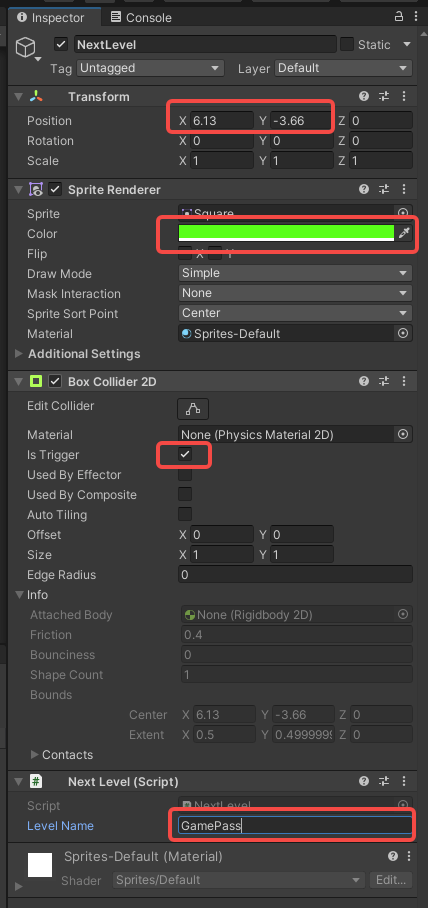 Inspector Console
NextLevel Static
Tag Untagged Layer Default
Transform
Position X 6.13 Y -3.66 Z 0
Rotation X 0 Y 0 Z 0
Scale X 1 Y 1 Z 1
Sprite Renderer
Sprite Square
Color
Flip X Y
Draw Mode Simple
Mask Interaction None
Sprite Sort Point Center
Material Sprites-Default
Additional Settings
Box Collider 2D
Edit Collider
Material None (Physics Material 2D)
Is Trigger
Used By Effector
Used By Composite
Auto Tiling
Offset X 0 Y 0
Size X 1 Y 1
Edge Radius 0
Info
Attached Body None (Rigidbody 2D)
Friction 0.4
Bounciness 0
Shape Count 1
Bounds
Center X 6.13 Y -3.66 Z 0
Extent X 0.5 Y 0.4999999 Z 0
Contacts
# Next Level (Script)
Script # NextLevel
Level Name GamePass
Sprites-Default (Material)
Shader Sprites/Default Edit...